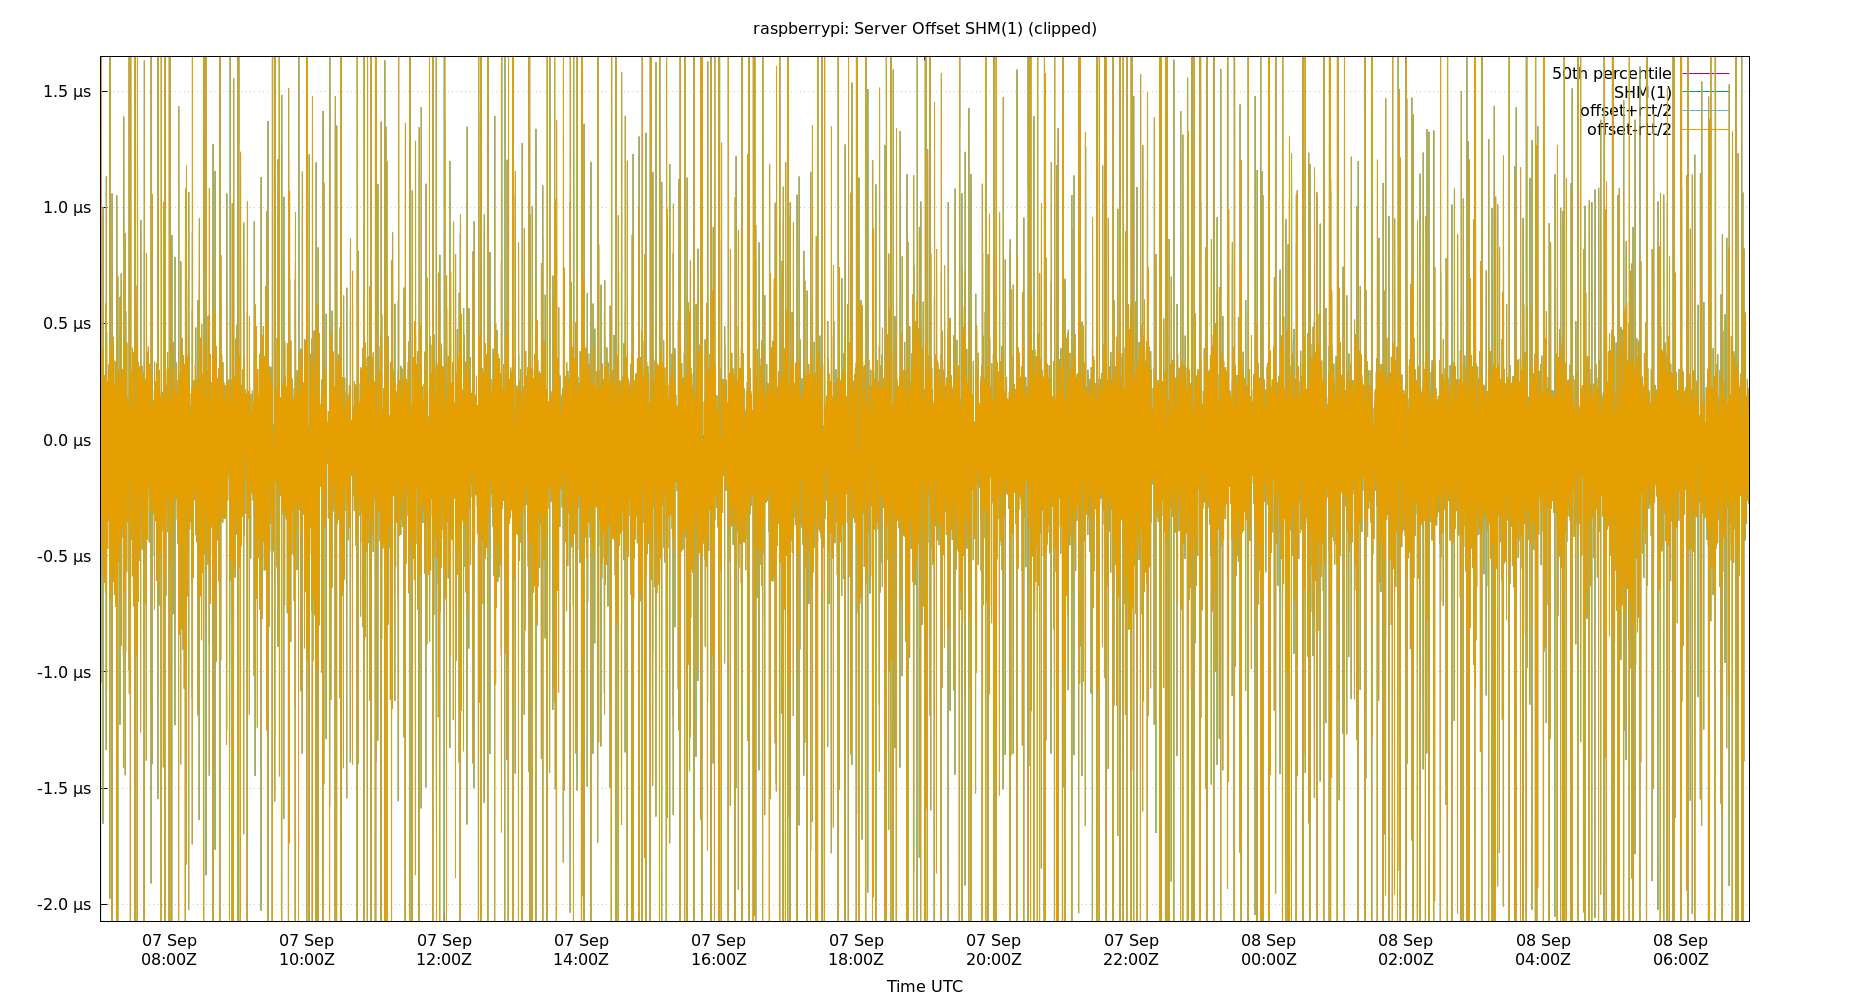 raspberrypi: Server Offset SHM(1) (clipped)
50th percentile
SHM(1)
offset+rtt/2
offset-rtt/2
1.5 µs
1.0 µs
0.5 µs
0.0 µs
-0.5 µs
-1.0 µs
-1.5 µs
-2.0 µs
07 Sep 07 Sep 07 Sep 07 Sep 07 Sep 07 Sep 07 Sep 07 Sep 08 Sep 08 Sep 08 Sep 08 Sep
08:00Z 10:00Z 12:00Z 14:00Z 16:00Z 18:00Z 20:00Z 22:00Z 00:00Z 02:00Z 04:00Z 06:00Z
Time UTC